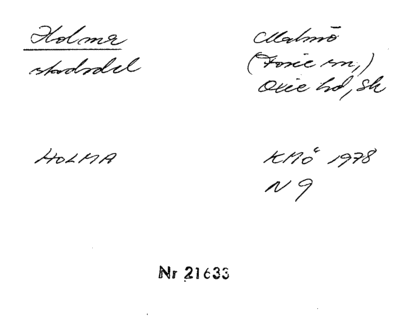 Holma
stadsdel
Malmö
(Fosie sn,)
Oxie hd, Sk
HOLMA
KMÖ 1978
N 9
Nr 21633